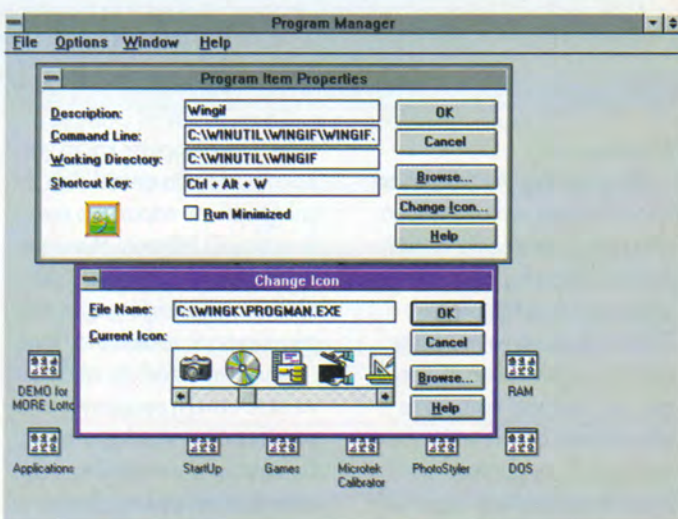 Program Manager
File Options Window Help
Program Item Properties
Description: Wingif OK
Command Line: C:\WINUTIL\WINGIF\WINGIF. Cancel
Working Directory: C:\WINUTIL\WINGIF
Shortcut Key: Ctrl + Alt + W Browse...
Run Minimized Change Icon...
Help
Change Icon
File Name: C:\WINGK\PROGMAN.EXE OK
Current Icon: Cancel
Browse...
Help
DEMO for
MORE Lotto
RAM
Applications StartUp Games Microtek
Calibrator PhotoStyler DOS